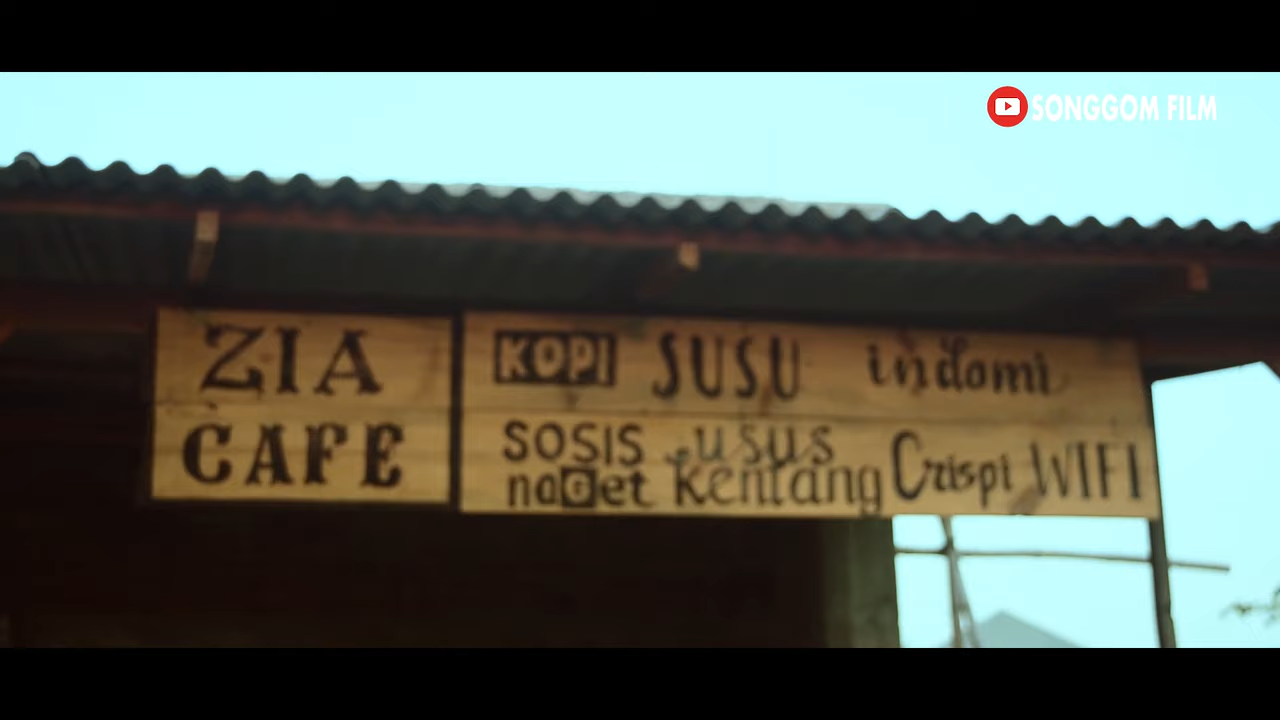 SONGGOM FILM
ZIA
CAFE
KOPI SUSU indomi
SOSIS usus
naGet Kentang Crispi WIFI